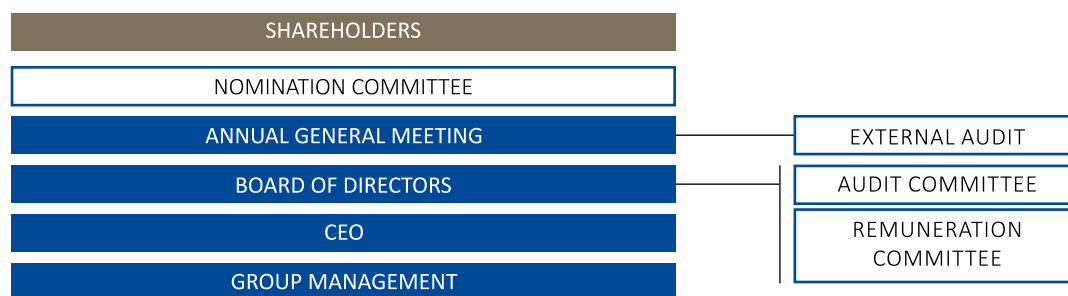 SHAREHOLDERS
NOMINATION COMMITTEE
ANNUAL GENERAL MEETING
EXTERNAL AUDIT
BOARD OF DIRECTORS
AUDIT COMMITTEE
CEO
REMUNERATION
COMMITTEE
GROUP MANAGEMENT